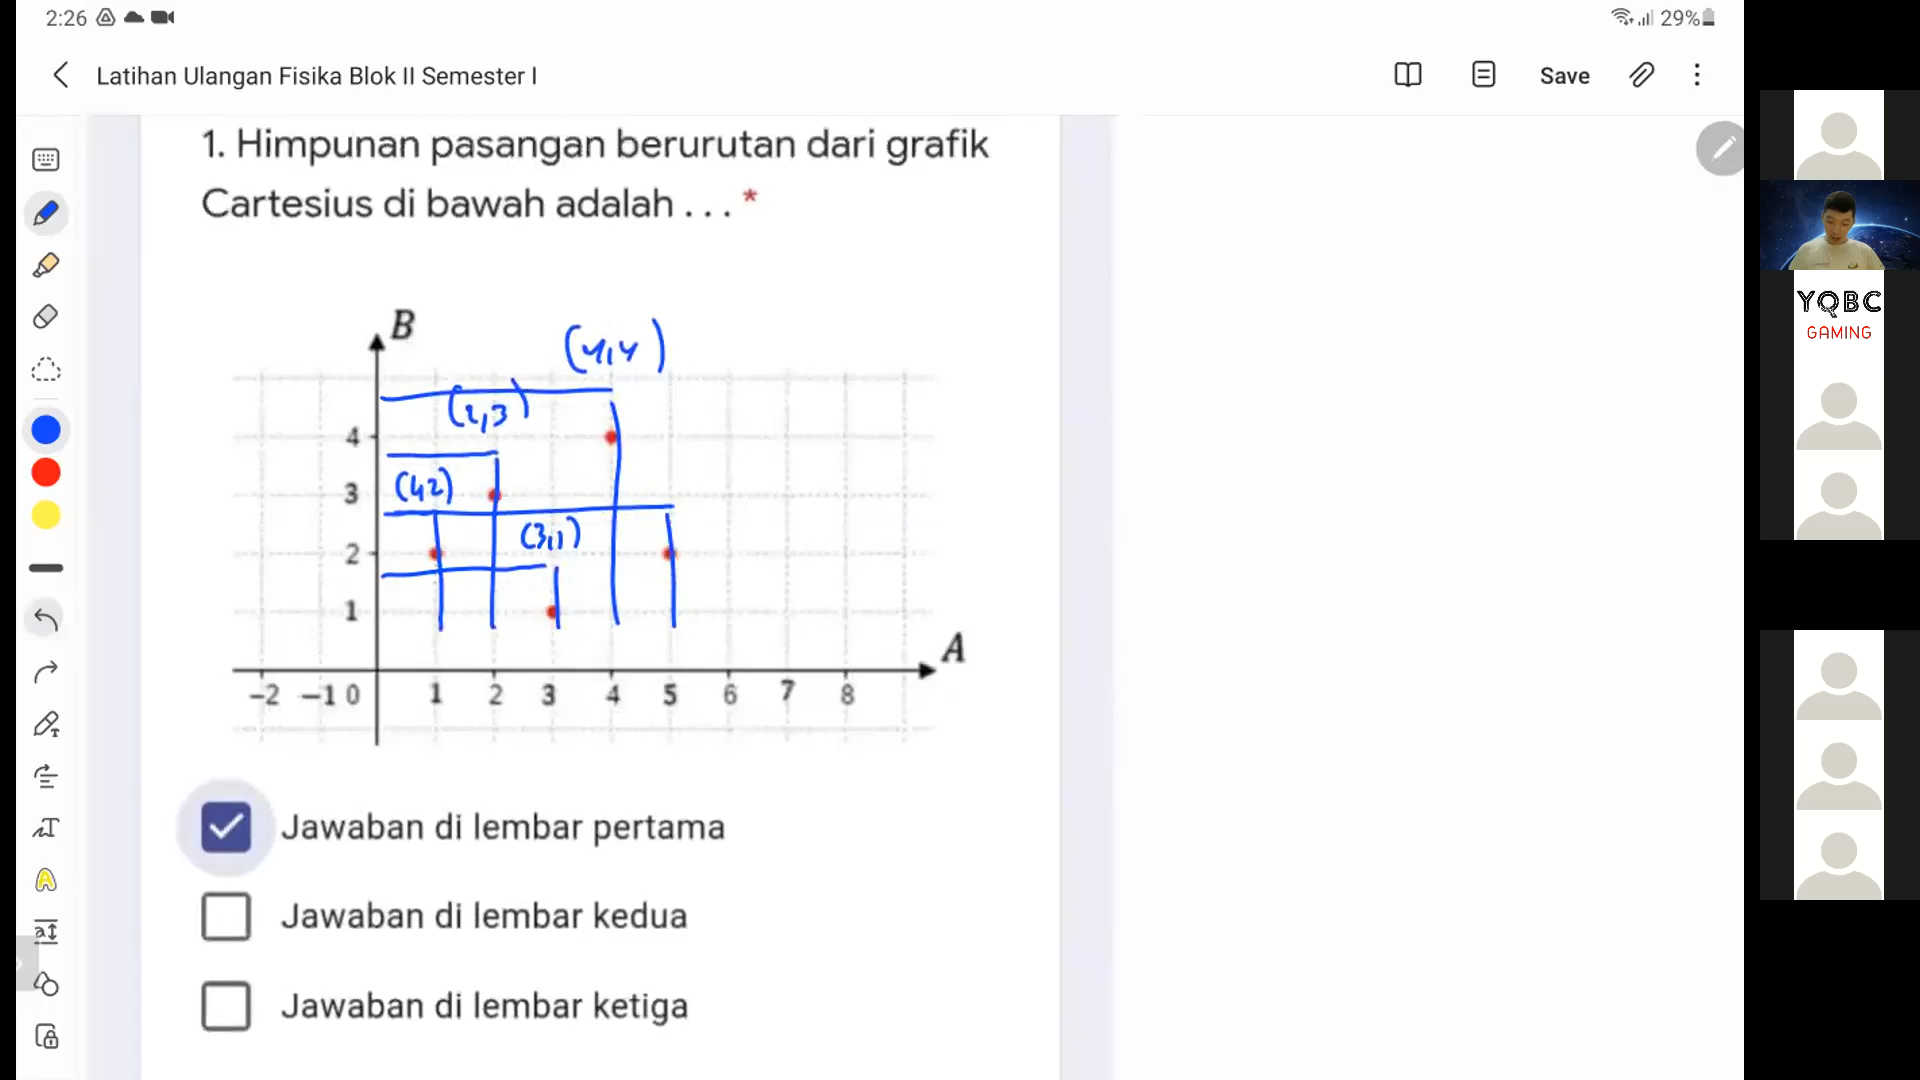 2:26
29%
Latihan Ulangan Fisika Blok II Semester I
Save
1. Himpunan pasangan berurutan dari grafik
Cartesius di bawah adalah . . . *
B
(4,4)
(2,3)
4
(1,2)
3
(3,1)
2
1
A
-2 -1 0 1 2 3 4 5 6 7 8
Jawaban di lembar pertama
Jawaban di lembar kedua
Jawaban di lembar ketiga
YQBC
GAMING